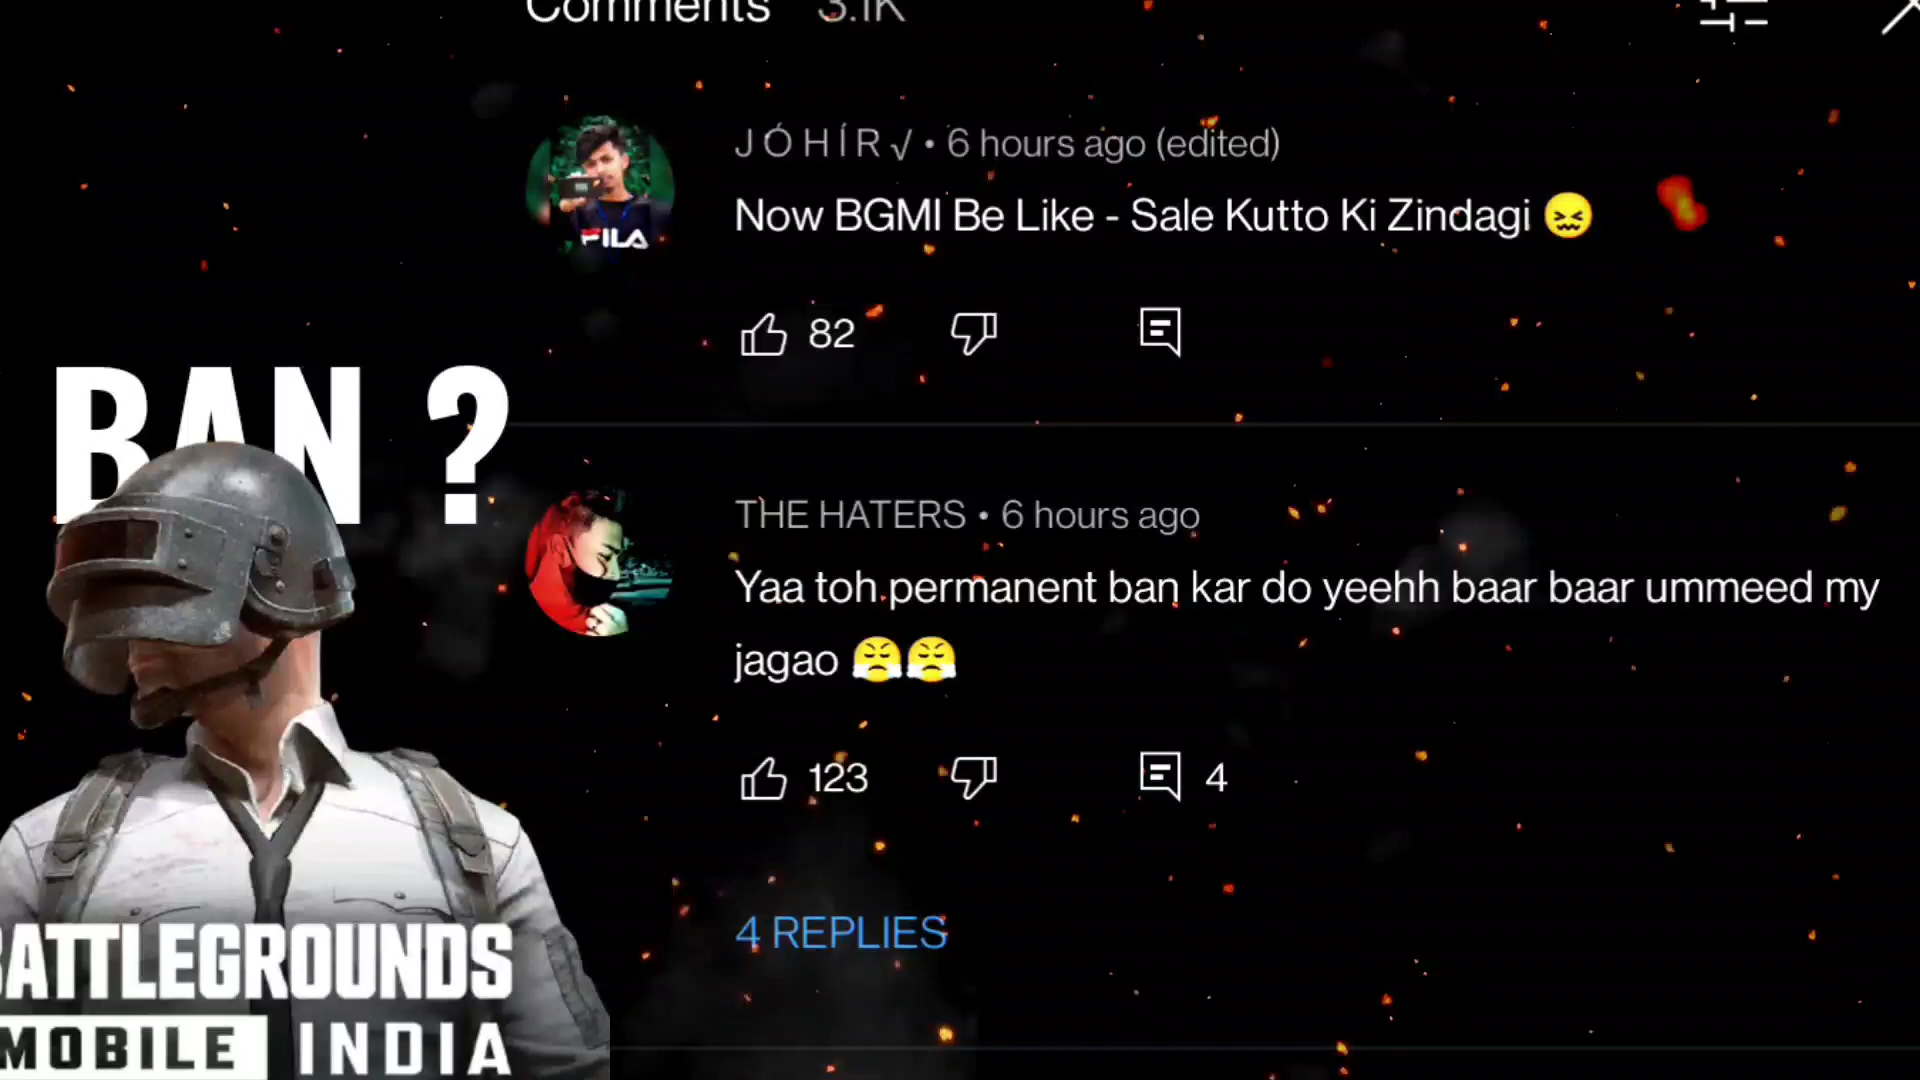 Comments 3.1K
J Ó H Í R √ • 6 hours ago (edited)
Now BGMI Be Like - Sale Kutto Ki Zindagi 😖
82
BAN ?
THE HATERS • 6 hours ago
Yaa toh permanent ban kar do yeehh baar baar ummeed my
jagao 😤😤
123 4
4 REPLIES
FILA
BATTLEGROUNDS
MOBILE INDIA